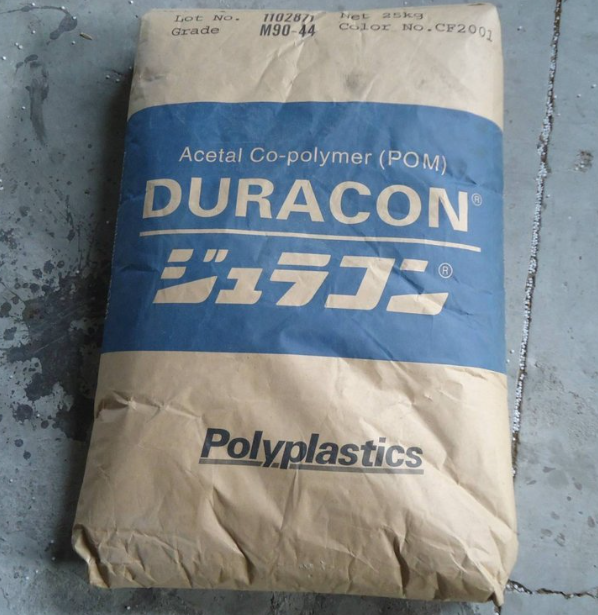 Lot No. 1102871 Net 25kg
Grade M90-44 Color No.CF2001
Acetal Co-polymer (POM)
DURACON®
ジュラコン®
Polyplastics